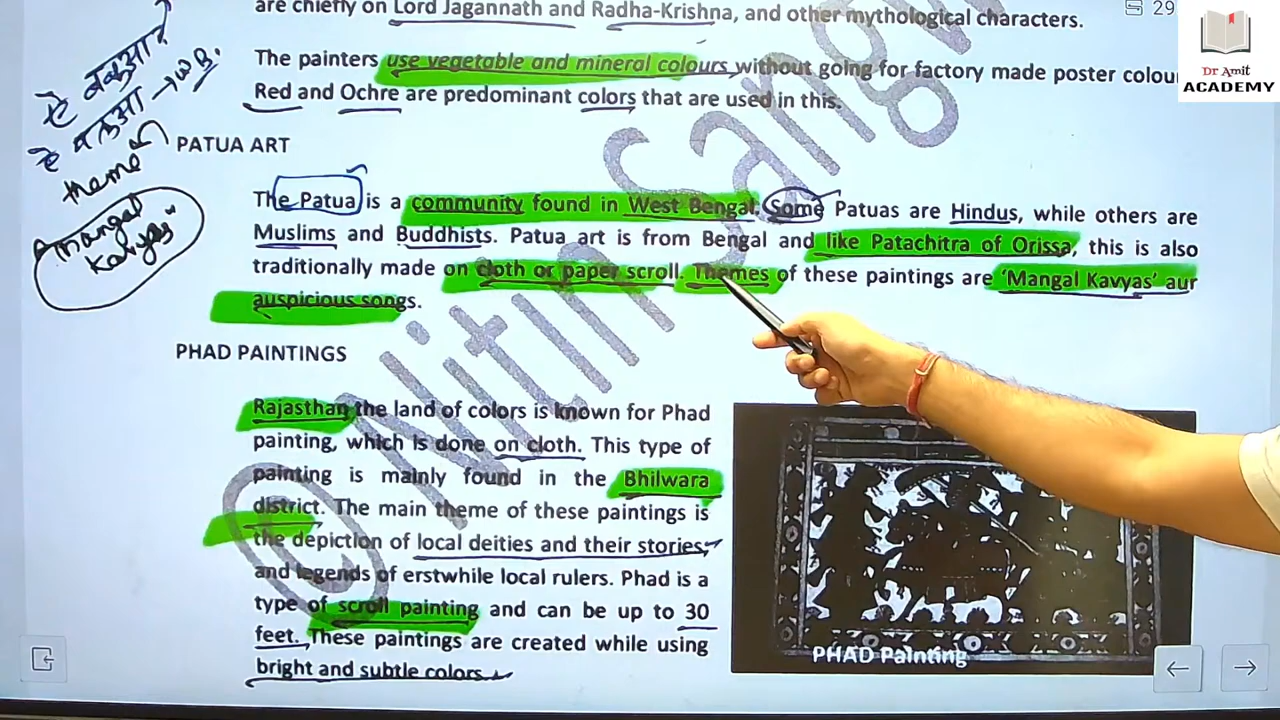 are chiefly on Lord Jagannath and Radha-Krishna, and other mythological characters.
29
Dr Amit
ACADEMY
The painters use vegetable and mineral colours without going for factory made poster colou
Red and Ochre are predominant colors that are used in this.
PATUA ART
→ W B.
theme
Mangal
Kavyas
The Patua is a community found in West Bengal. Some Patuas are Hindus, while others are
Muslims and Buddhists. Patua art is from Bengal and like Patachitra of Orissa, this is also
traditionally made on cloth or paper scroll. Themes of these paintings are ‘Mangal Kavyas’ aur
auspicious songs.
PHAD PAINTINGS
Rajasthan the land of colors is known for Phad
painting, which is done on cloth. This type of
painting is mainly found in the Bhilwara
district. The main theme of these paintings is
the depiction of local deities and their stories,
and legends of erstwhile local rulers. Phad is a
type of scroll painting and can be up to 30
feet. These paintings are created while using
bright and subtle colors
PHAD Painting
© Nitin Sangw